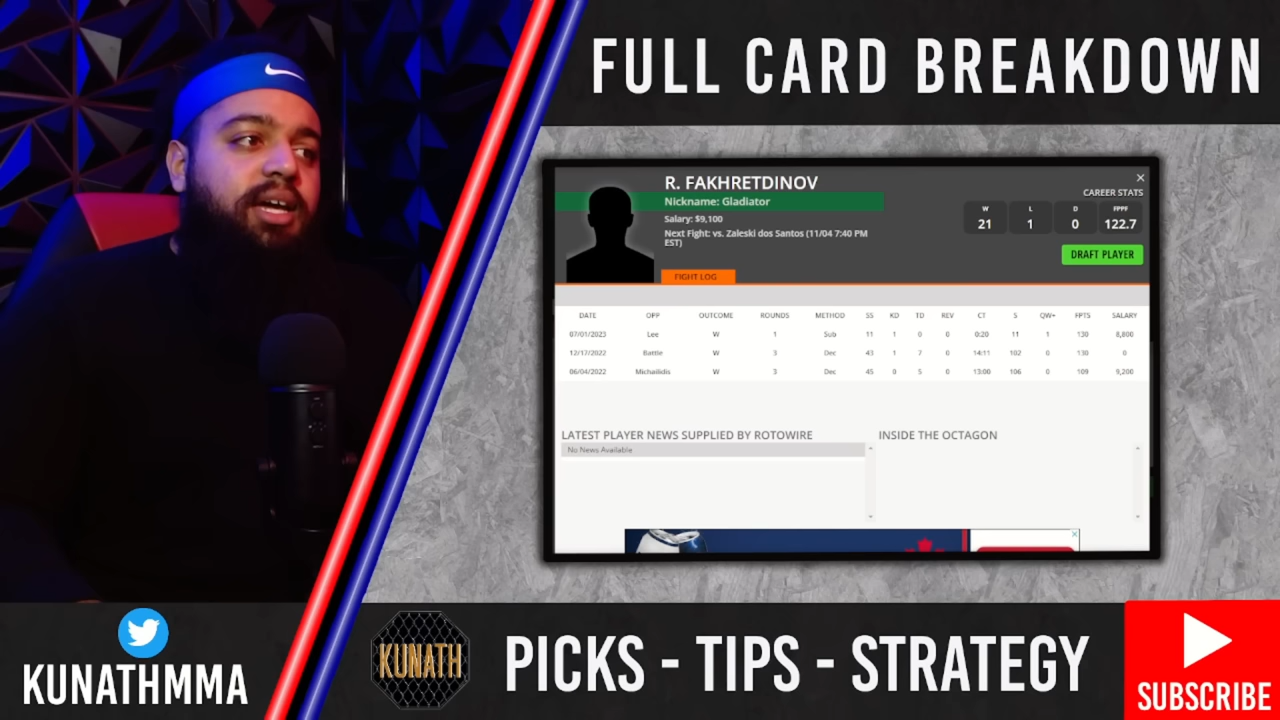 FULL CARD BREAKDOWN
R. FAKHRETDINOV
Nickname: Gladiator
Salary: $9,100
Next Fight: vs. Zaleski dos Santos (11/04 7:40 PM
EST)
FIGHT LOG
CAREER STATS
W L D FPPF
21 1 0 122.7
DRAFT PLAYER
DATE OPP OUTCOME ROUNDS METHOD SS KD TD REV CT S QW+ FPTS SALARY
07/01/2023 Lee W 1 Sub 11 1 0 0 0:20 11 1 130 8,800
12/17/2022 Battle W 3 Dec 43 1 7 0 14:11 102 0 130 0
06/04/2022 Michailidis W 3 Dec 45 0 5 0 13:00 106 0 109 9,200
LATEST PLAYER NEWS SUPPLIED BY ROTOWIRE
No News Available
INSIDE THE OCTAGON
KUNATHMMA
KUNATH
PICKS - TIPS - STRATEGY
SUBSCRIBE